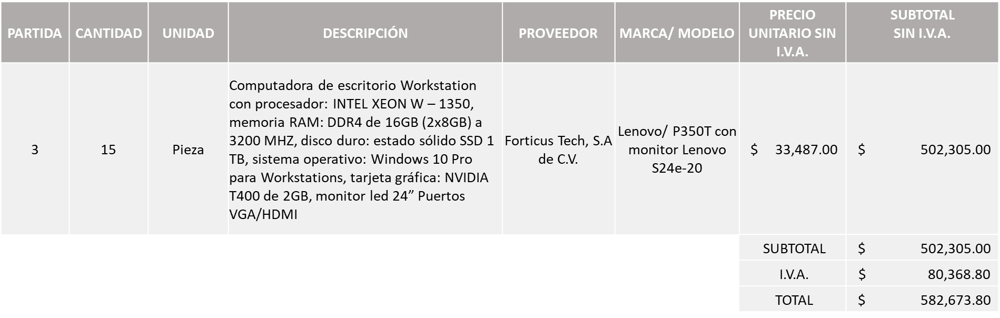 PARTIDA CANTIDAD UNIDAD DESCRIPCIÓN PROVEEDOR MARCA/ MODELO PRECIO UNITARIO SIN I.V.A. SUBTOTAL SIN I.V.A.
3 15 Pieza
Computadora de escritorio Workstation
con procesador: INTEL XEON W – 1350,
memoria RAM: DDR4 de 16GB (2x8GB) a
3200 MHZ, disco duro: estado sólido SSD 1
TB, sistema operativo: Windows 10 Pro
para Workstations, tarjeta gráfica: NVIDIA
T400 de 2GB, monitor led 24” Puertos
VGA/HDMI
Forticus Tech, S.A
de C.V.
Lenovo/ P350T con
monitor Lenovo
S24e-20
$ 33,487.00 $ 502,305.00
SUBTOTAL $ 502,305.00
I.V.A. $ 80,368.80
TOTAL $ 582,673.80